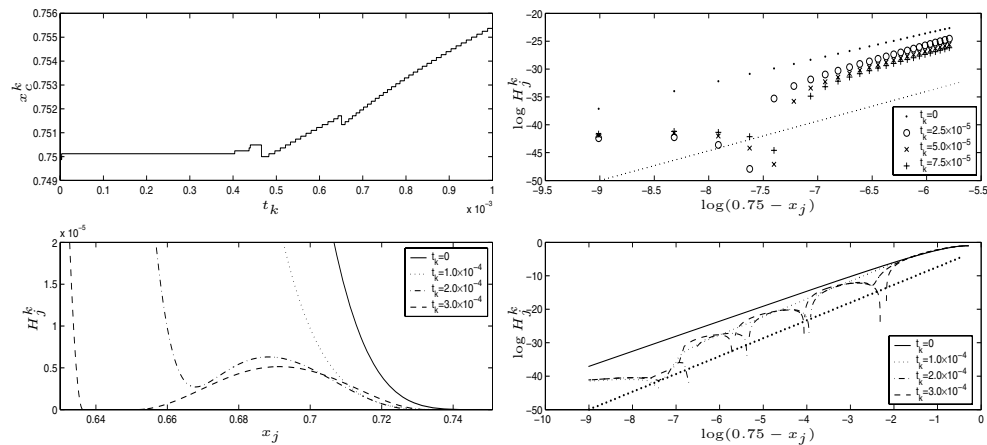 0.756
0.755
0.754
0.753
0.752
0.751
0.75
0.749
x_c^k
0 0.1 0.2 0.3 0.4 0.5 0.6 0.7 0.8 0.9 1
t_k
x 10^-3
-20
-25
-30
-35
-40
-45
-50
log H_j^k
-9.5 -9 -8.5 -8 -7.5 -7 -6.5 -6 -5.5
log(0.75 − x_j)
t_k=0
t_k=2.5×10^-5
t_k=5.0×10^-5
t_k=7.5×10^-5
2
1.5
1
0.5
0
x 10^-5
H_j^k
0.64 0.66 0.68 0.7 0.72 0.74
x_j
t_k=0
t_k=1.0×10^-4
t_k=2.0×10^-4
t_k=3.0×10^-4
0
-10
-20
-30
-40
-50
log H_j^k
-10 -9 -8 -7 -6 -5 -4 -3 -2 -1 0
log(0.75 − x_j)
t_k=0
t_k=1.0×10^-4
t_k=2.0×10^-4
t_k=3.0×10^-4